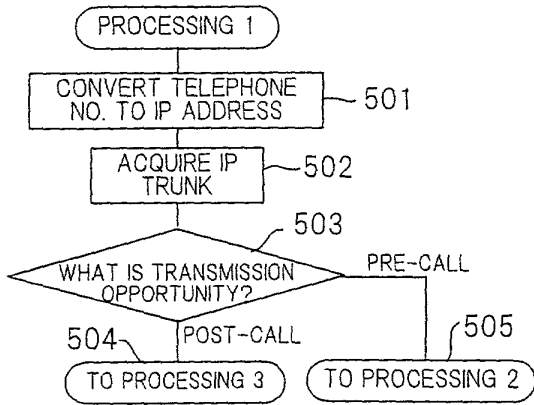 PROCESSING 1
CONVERT TELEPHONE
NO. TO IP ADDRESS
501
ACQUIRE IP
TRUNK
502
503
WHAT IS TRANSMISSION
OPPORTUNITY?
PRE-CALL
POST-CALL
504
505
TO PROCESSING 3
TO PROCESSING 2